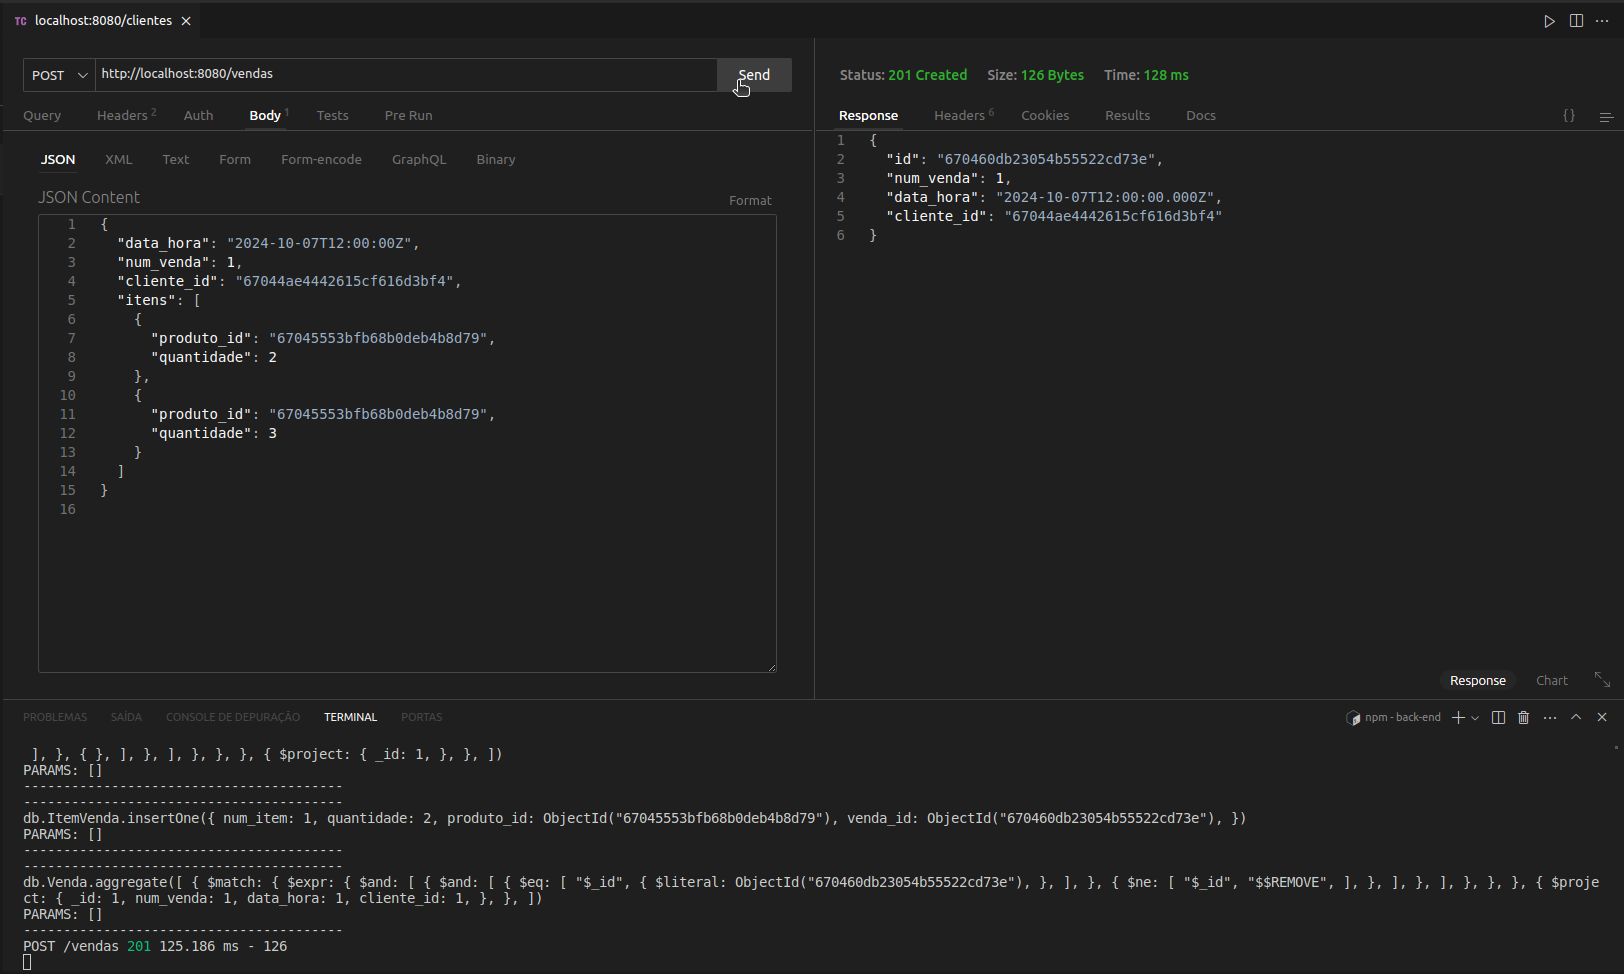 TC localhost:8080/clientes
POST http://localhost:8080/vendas Send
Query Headers 2 Auth Body 1 Tests Pre Run
JSON XML Text Form Form-encode GraphQL Binary
JSON Content Format
1 {
2 "data_hora": "2024-10-07T12:00:00Z",
3 "num_venda": 1,
4 "cliente_id": "67044ae4442615cf616d3bf4",
5 "itens": [
6 {
7 "produto_id": "67045553bfb68b0deb4b8d79",
8 "quantidade": 2
9 },
10 {
11 "produto_id": "67045553bfb68b0deb4b8d79",
12 "quantidade": 3
13 }
14 ]
15 }
16
Status: 201 Created Size: 126 Bytes Time: 128 ms
Response Headers 6 Cookies Results Docs { }
1 {
2 "id": "670460db23054b55522cd73e",
3 "num_venda": 1,
4 "data_hora": "2024-10-07T12:00:00.000Z",
5 "cliente_id": "67044ae4442615cf616d3bf4"
6 }
Response Chart
PROBLEMAS SAÍDA CONSOLE DE DEPURAÇÃO TERMINAL PORTAS npm - back-end
], }, { }, ], }, ], }, }, }, { $project: { _id: 1, }, }, ])
PARAMS: []
----------------------------------------
----------------------------------------
db.ItemVenda.insertOne({ num_item: 1, quantidade: 2, produto_id: ObjectId("67045553bfb68b0deb4b8d79"), venda_id: ObjectId("670460db23054b55522cd73e"), })
PARAMS: []
----------------------------------------
----------------------------------------
db.Venda.aggregate([ { $match: { $expr: { $and: [ { $and: [ { $eq: [ "$_id", { $literal: ObjectId("670460db23054b55522cd73e"), }, ], }, { $ne: [ "$_id", "$$REMOVE", ], }, ], }, ], }, }, }, { $proje
ct: { _id: 1, num_venda: 1, data_hora: 1, cliente_id: 1, }, }, ])
PARAMS: []
----------------------------------------
POST /vendas 201 125.186 ms - 126